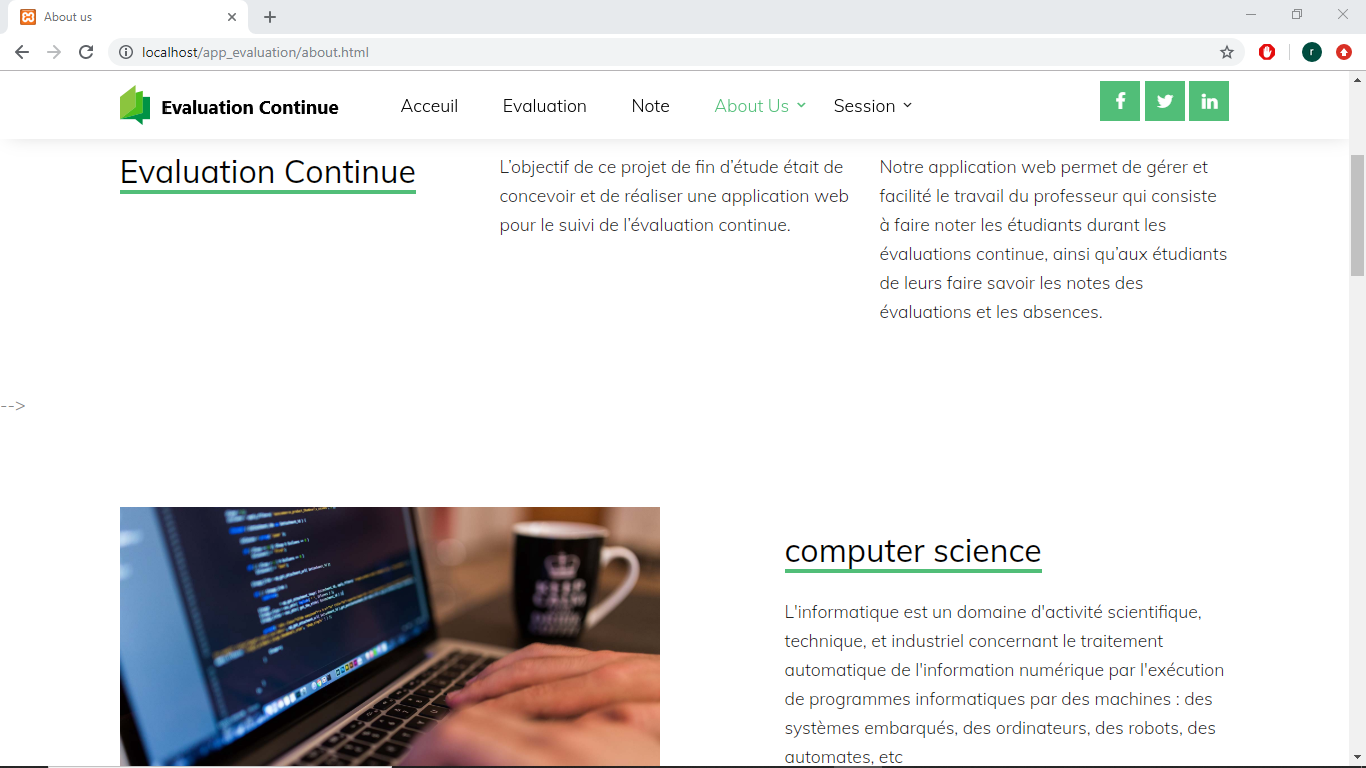 About us
localhost/app_evaluation/about.html
r
Evaluation Continue
Acceuil
Evaluation
Note
About Us
Session
Evaluation Continue
L'objectif de ce projet de fin d'étude était de
concevoir et de réaliser une application web
pour le suivi de l'évaluation continue.
Notre application web permet de gérer et
facilité le travail du professeur qui consiste
à faire noter les étudiants durant les
évaluations continue, ainsi qu'aux étudiants
de leurs faire savoir les notes des
évaluations et les absences.
-->
KEEP
CALM
computer science
L'informatique est un domaine d'activité scientifique,
technique, et industriel concernant le traitement
automatique de l'information numérique par l'exécution
de programmes informatiques par des machines : des
systèmes embarqués, des ordinateurs, des robots, des
automates, etc